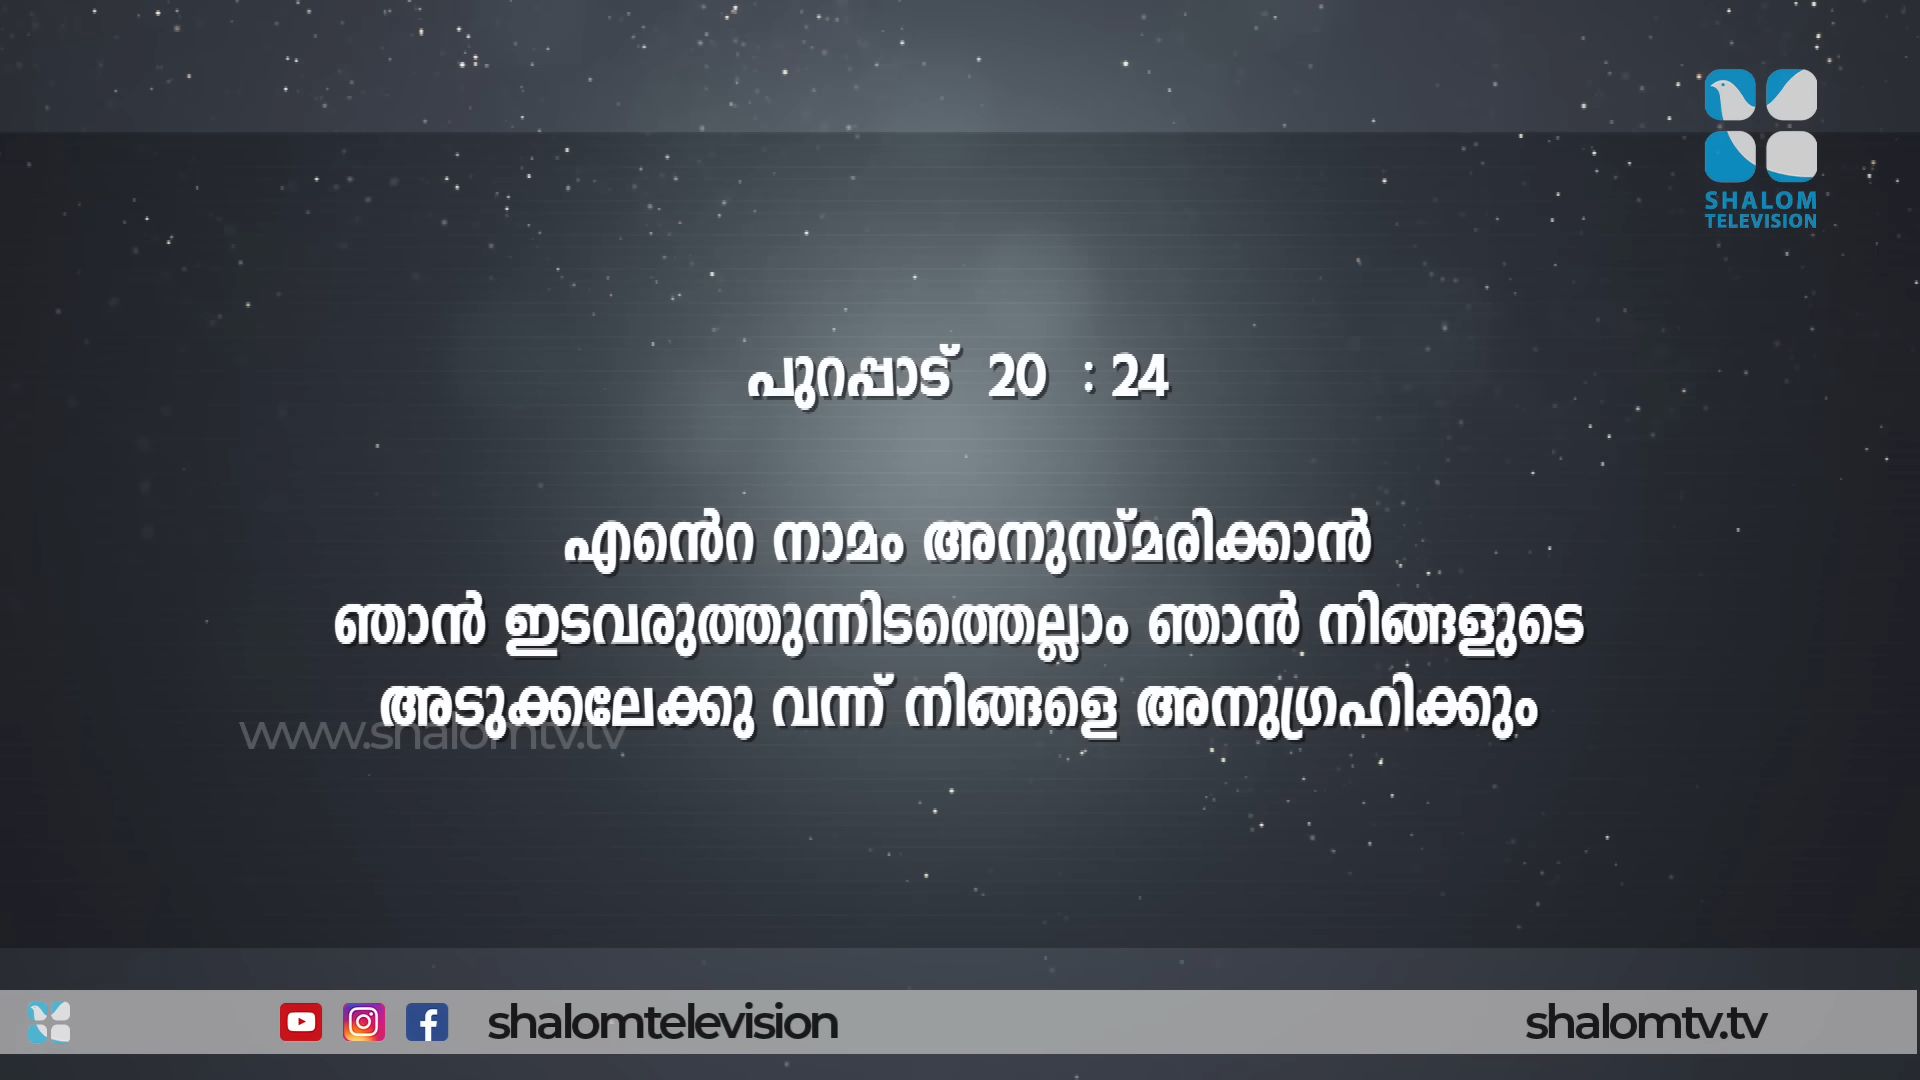 SHALOM
TELEVISION
പുറപ്പാട് 20 : 24
എന്റെ നാമം അനുസ്മരിക്കാൻ
ഞാൻ ഇടവരുത്തുന്നിടത്തെല്ലാം ഞാൻ നിങ്ങളുടെ
അടുക്കലേക്കു വന്ന് നിങ്ങളെ അനുഗ്രഹിക്കും
www.shalomtv.tv
shalomtelevision
shalomtv.tv